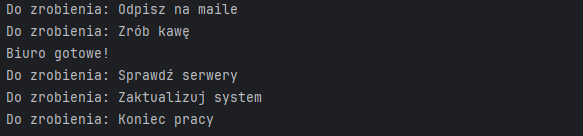 Do zrobienia: Odpisz na maile
Do zrobienia: Zrób kawę
Biuro gotowe!
Do zrobienia: Sprawdź serwery
Do zrobienia: Zaktualizuj system
Do zrobienia: Koniec pracy